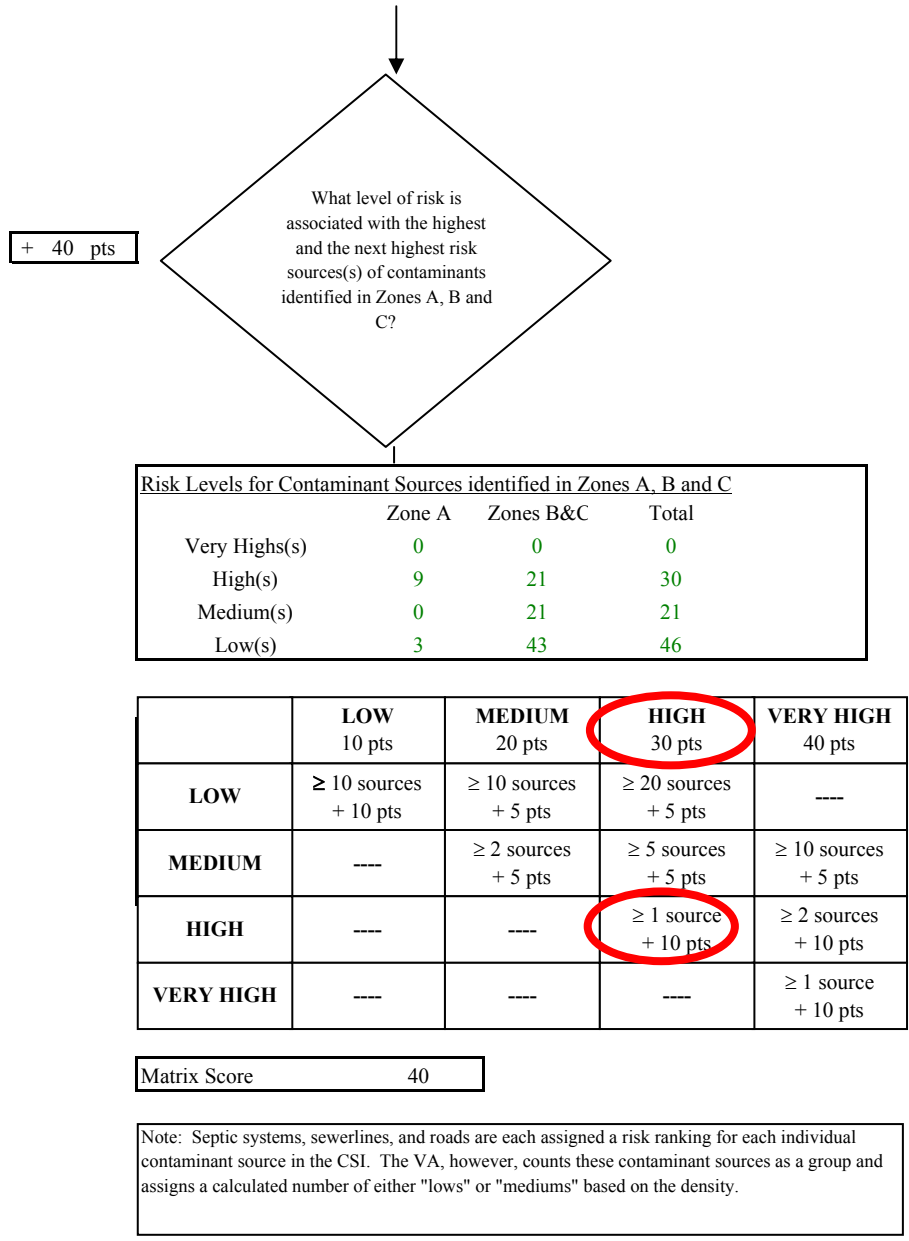 What level of risk is
associated with the highest
and the next highest risk
sources(s) of contaminants
identified in Zones A, B and
C?
+ 40 pts
Risk Levels for Contaminant Sources identified in Zones A, B and C
Zone A Zones B&C Total
Very Highs(s) 0 0 0
High(s) 9 21 30
Medium(s) 0 21 21
Low(s) 3 43 46
LOW MEDIUM HIGH VERY HIGH
10 pts 20 pts 30 pts 40 pts
LOW ≥ 10 sources + 10 pts ≥ 10 sources + 5 pts ≥ 20 sources + 5 pts ----
MEDIUM ---- ≥ 2 sources + 5 pts ≥ 5 sources + 5 pts ≥ 10 sources + 5 pts
HIGH ---- ---- ≥ 1 source + 10 pts ≥ 2 sources + 10 pts
VERY HIGH ---- ---- ---- ≥ 1 source + 10 pts
Matrix Score 40
Note: Septic systems, sewerlines, and roads are each assigned a risk ranking for each individual
contaminant source in the CSI. The VA, however, counts these contaminant sources as a group and
assigns a calculated number of either "lows" or "mediums" based on the density.